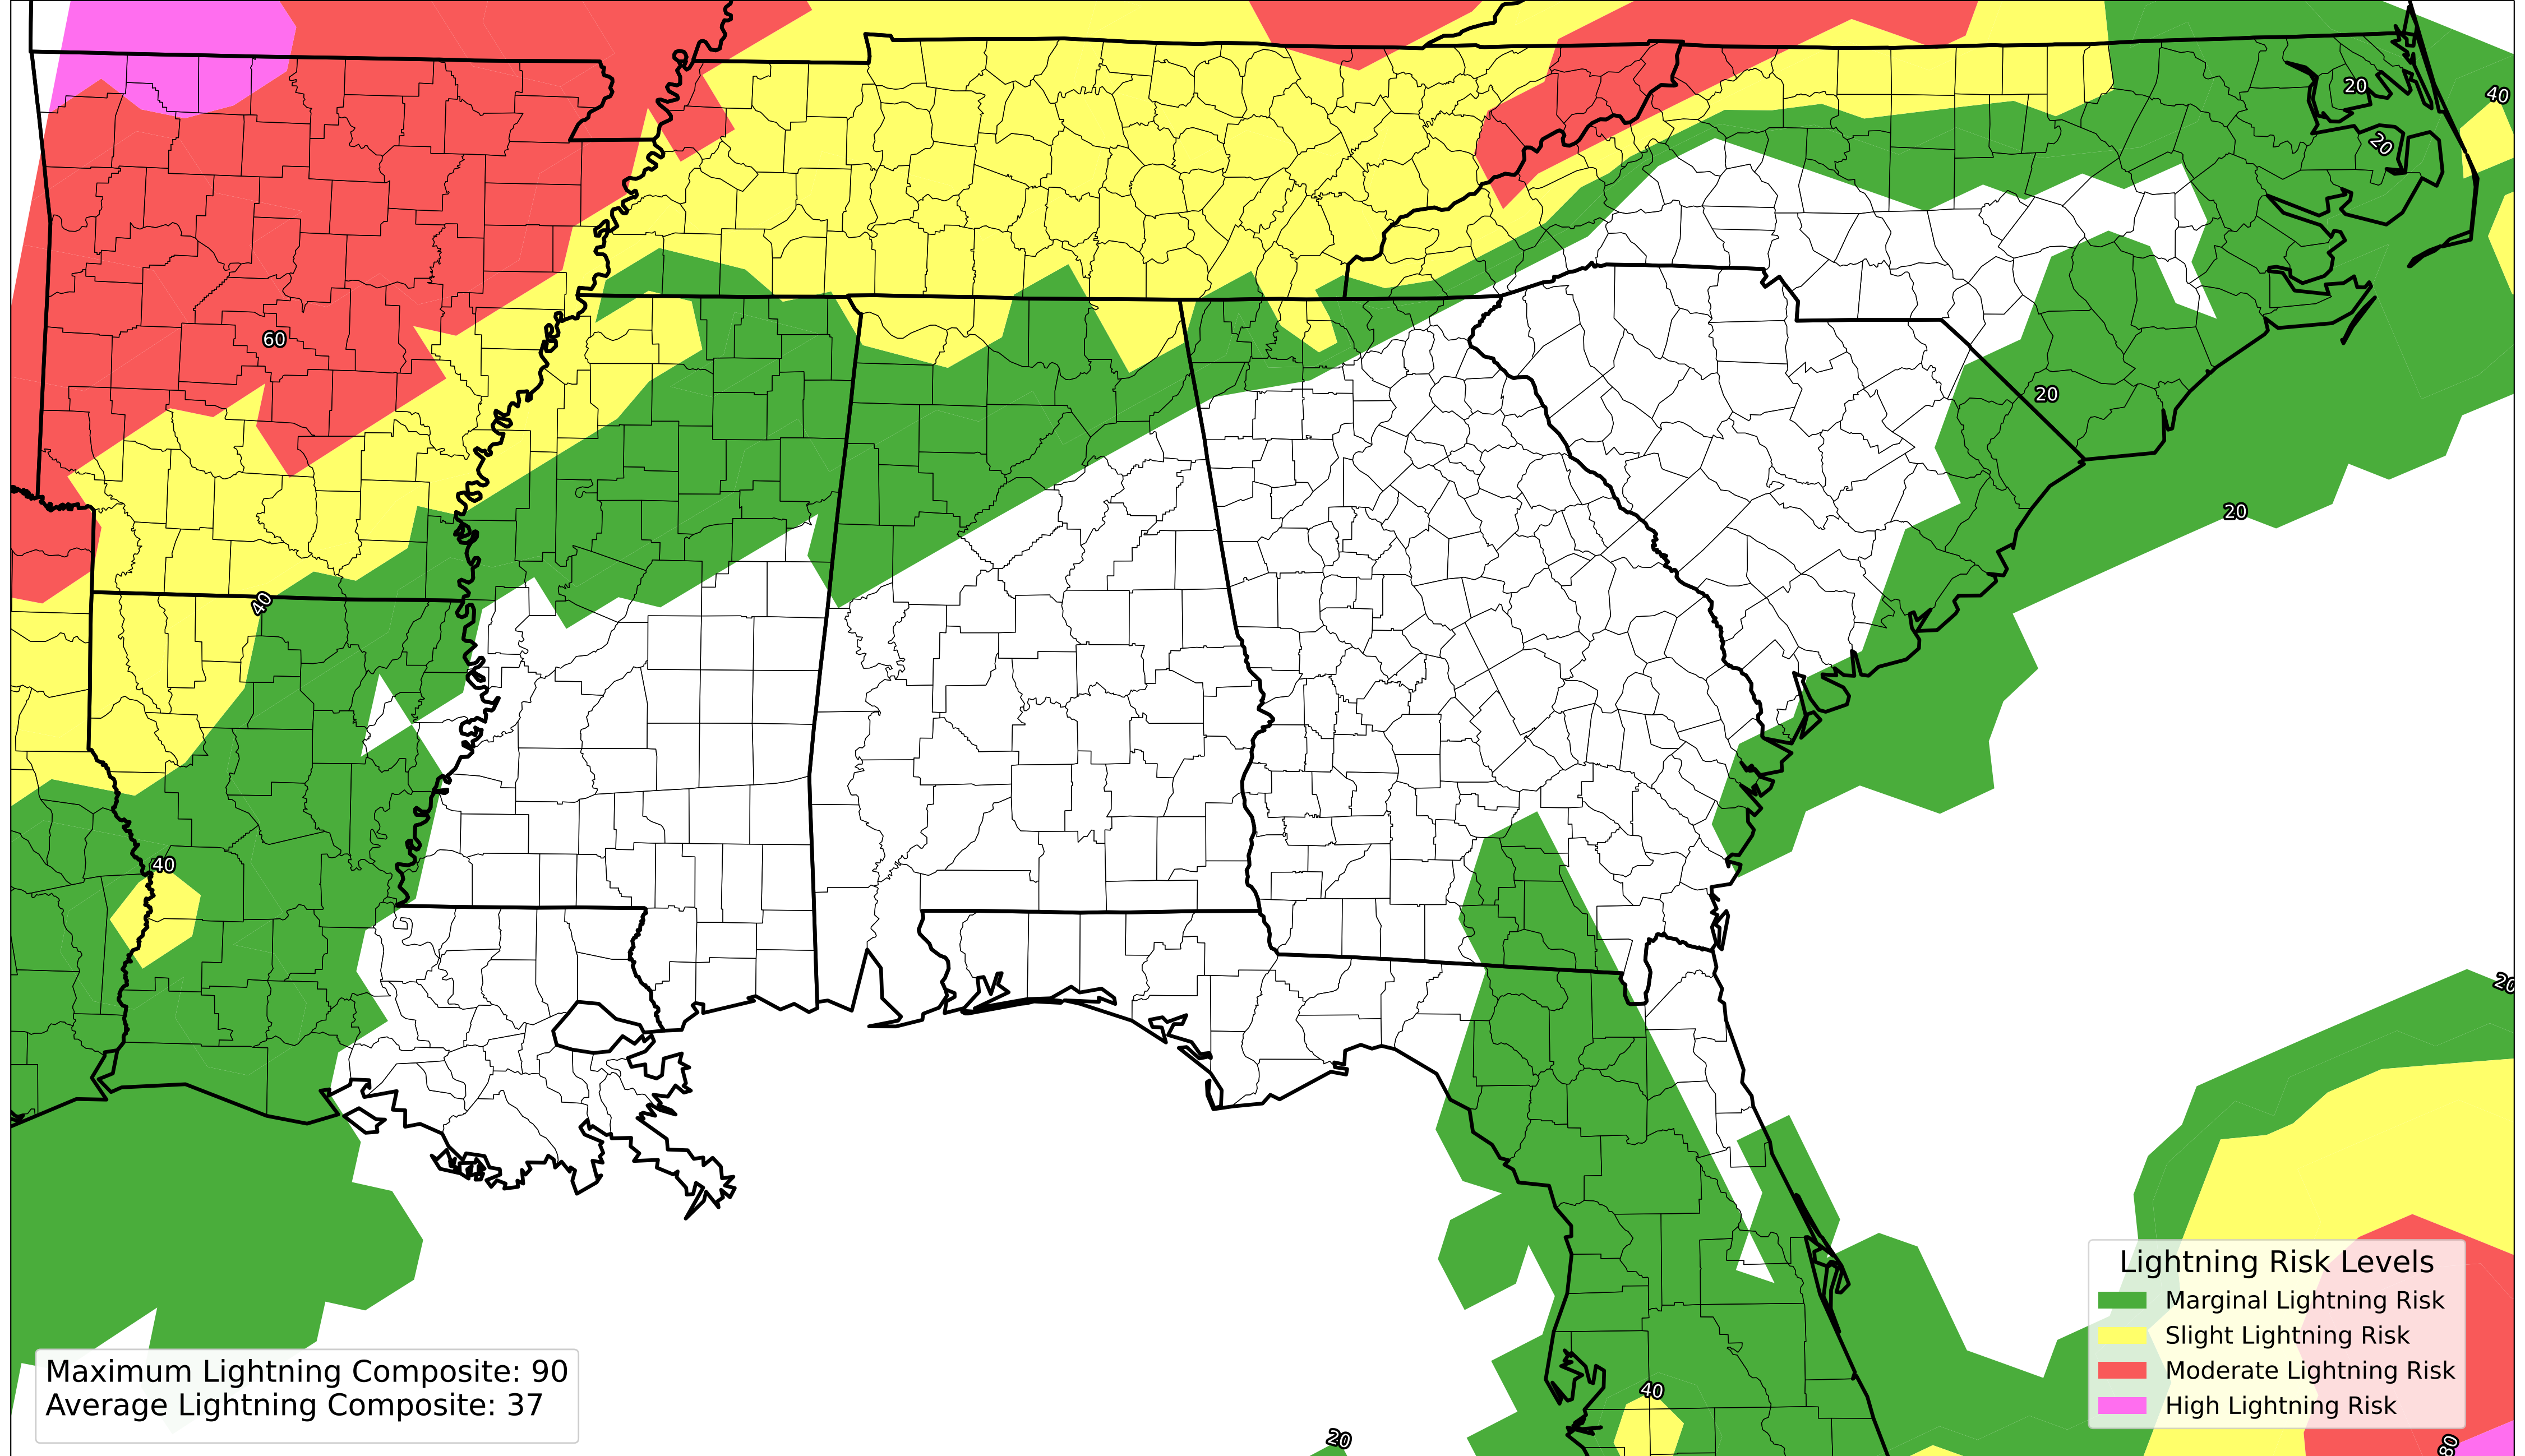 20
40
20
60
20
20
40
40
20
40
20
80
Lightning Risk Levels
Marginal Lightning Risk
Slight Lightning Risk
Moderate Lightning Risk
High Lightning Risk
Maximum Lightning Composite: 90
Average Lightning Composite: 37